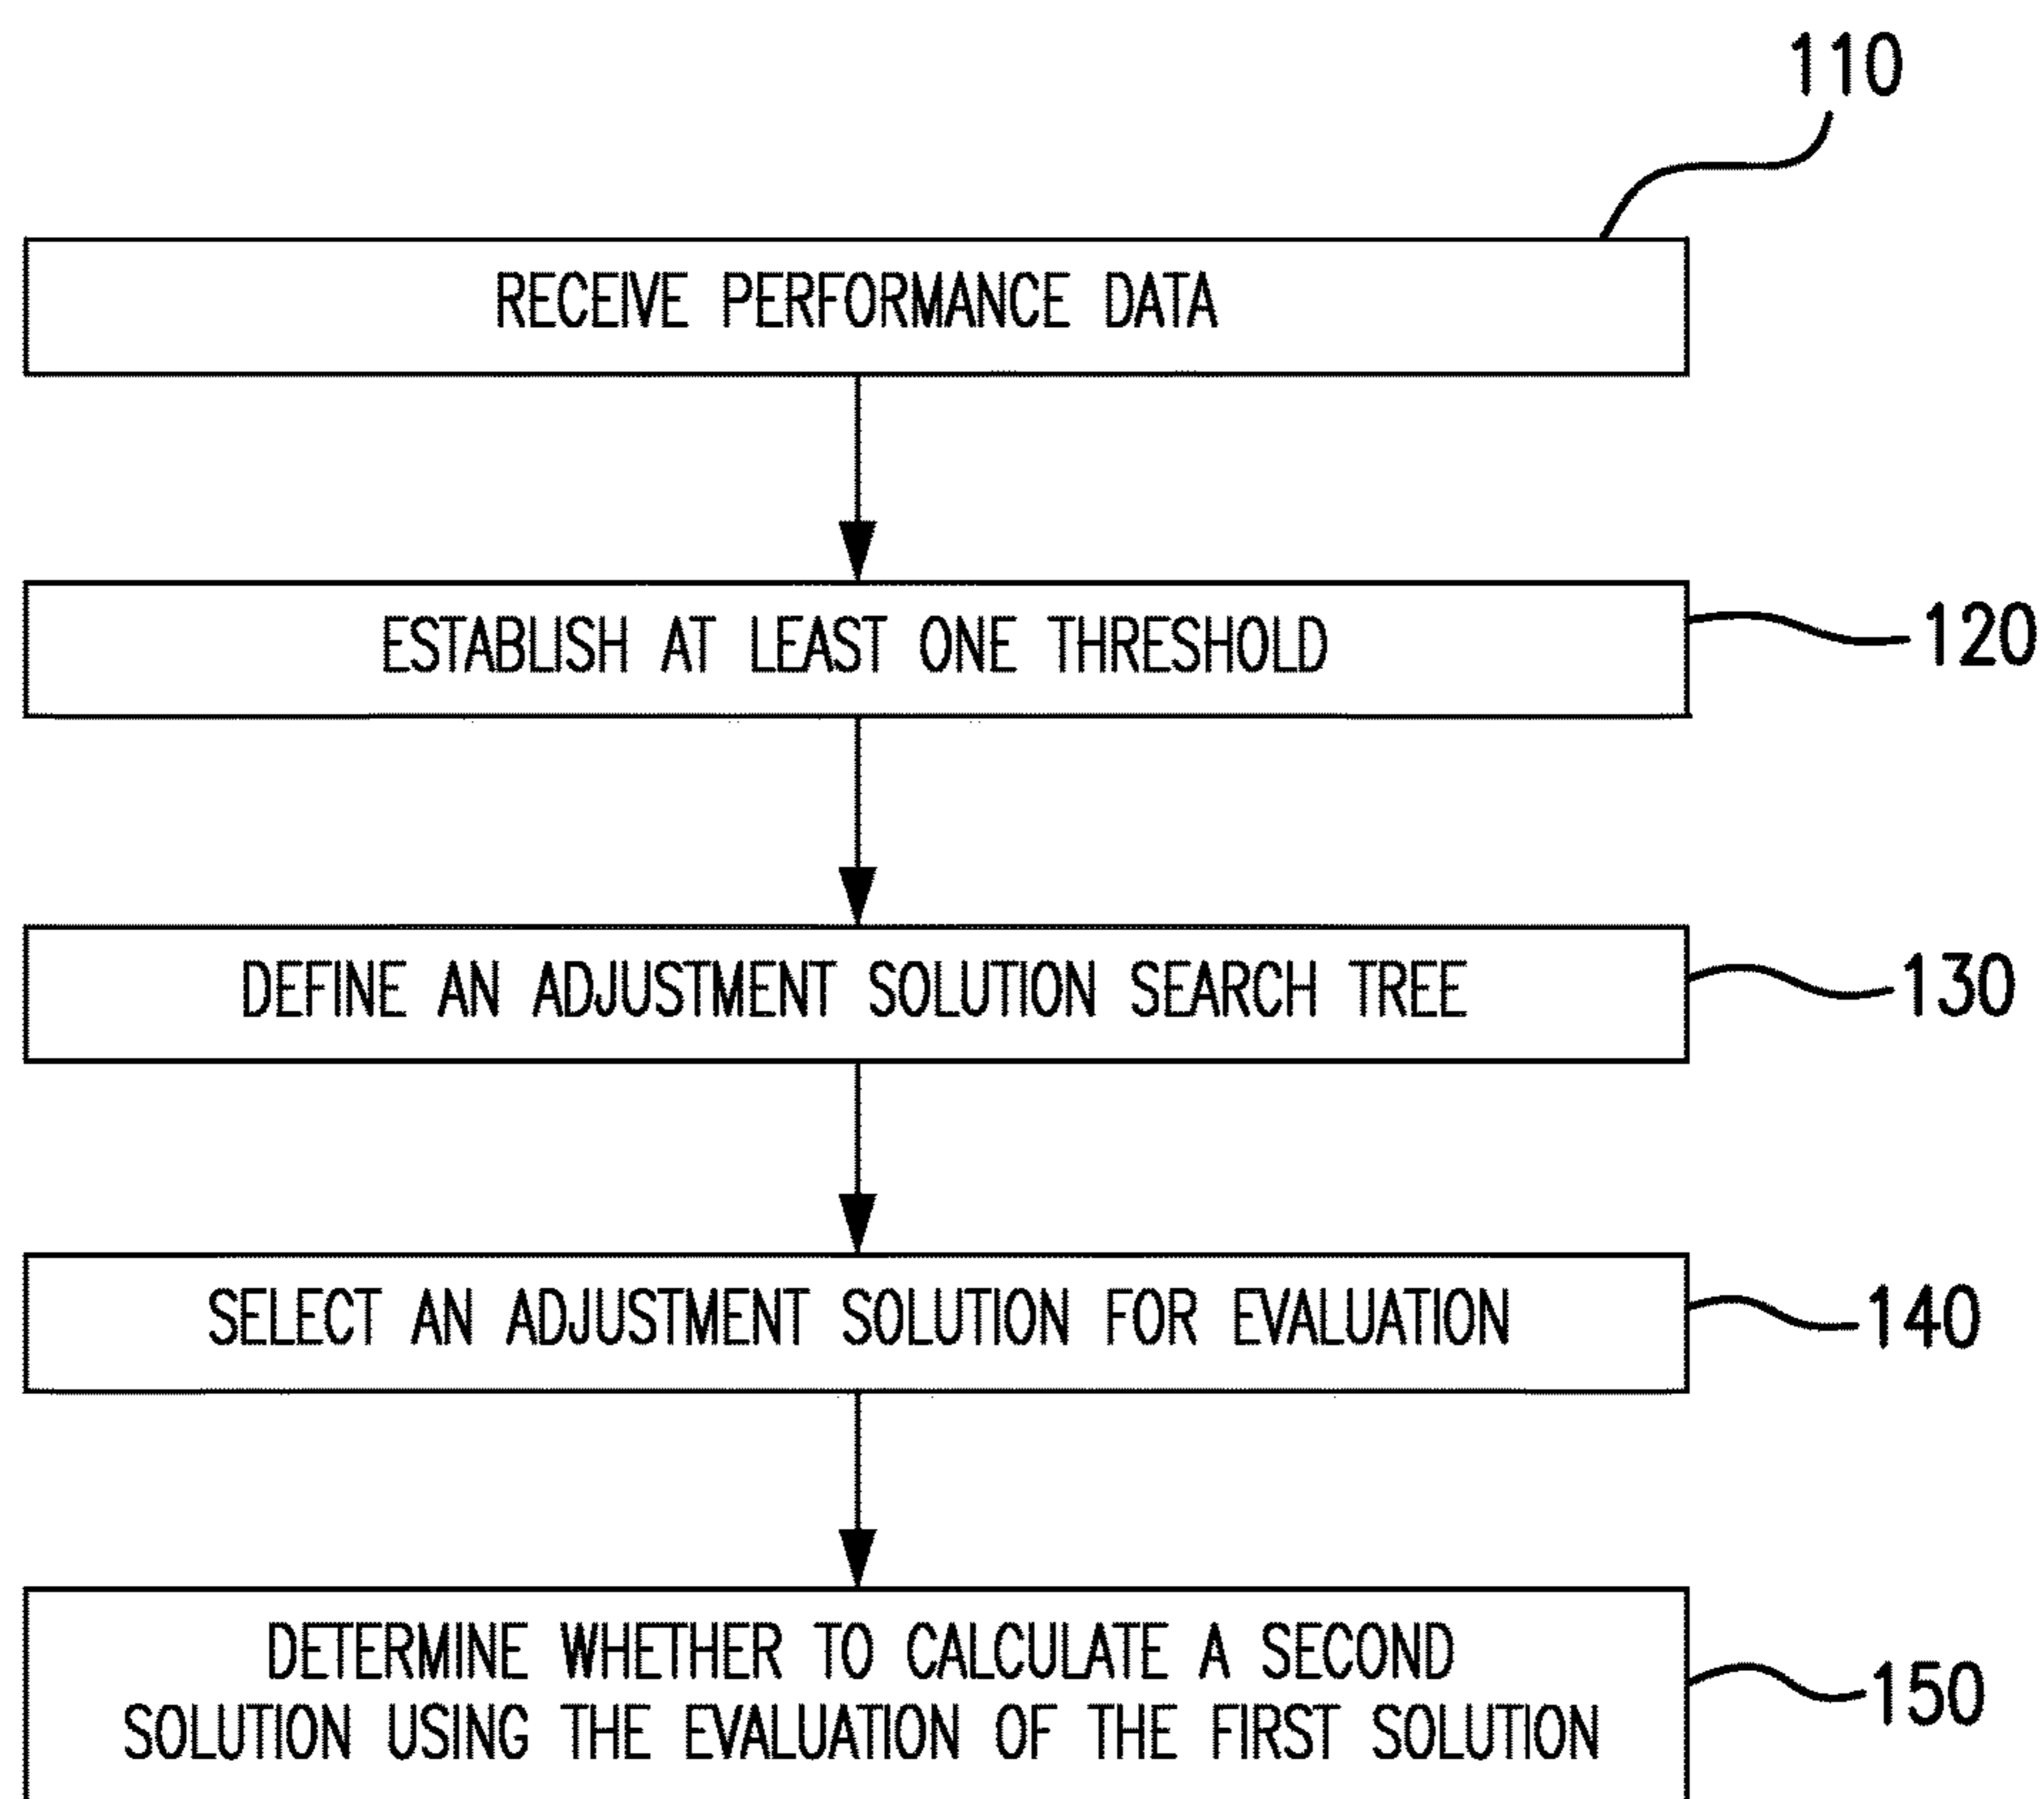 110
RECEIVE PERFORMANCE DATA
ESTABLISH AT LEAST ONE THRESHOLD
120
DEFINE AN ADJUSTMENT SOLUTION SEARCH TREE
130
SELECT AN ADJUSTMENT SOLUTION FOR EVALUATION
140
DETERMINE WHETHER TO CALCULATE A SECOND
SOLUTION USING THE EVALUATION OF THE FIRST SOLUTION
150